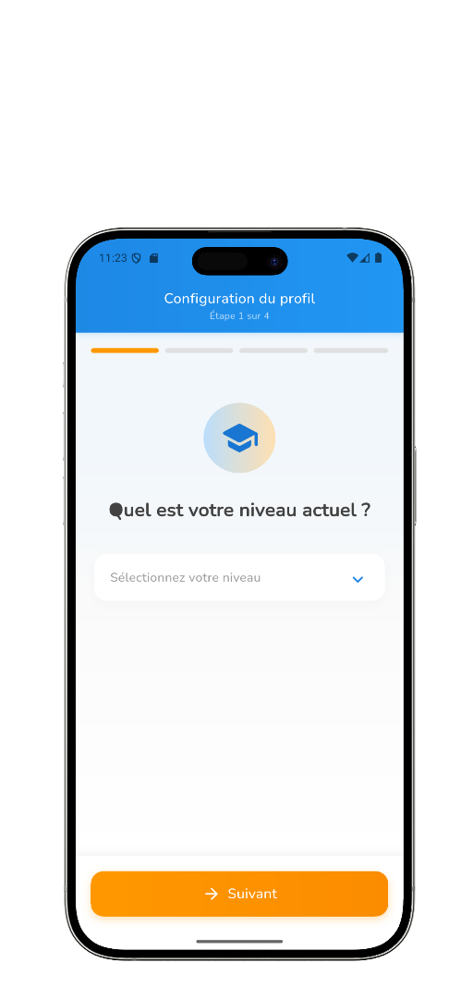 11:23
Configuration du profil
Étape 1 sur 4
Quel est votre niveau actuel ?
Sélectionnez votre niveau
Suivant